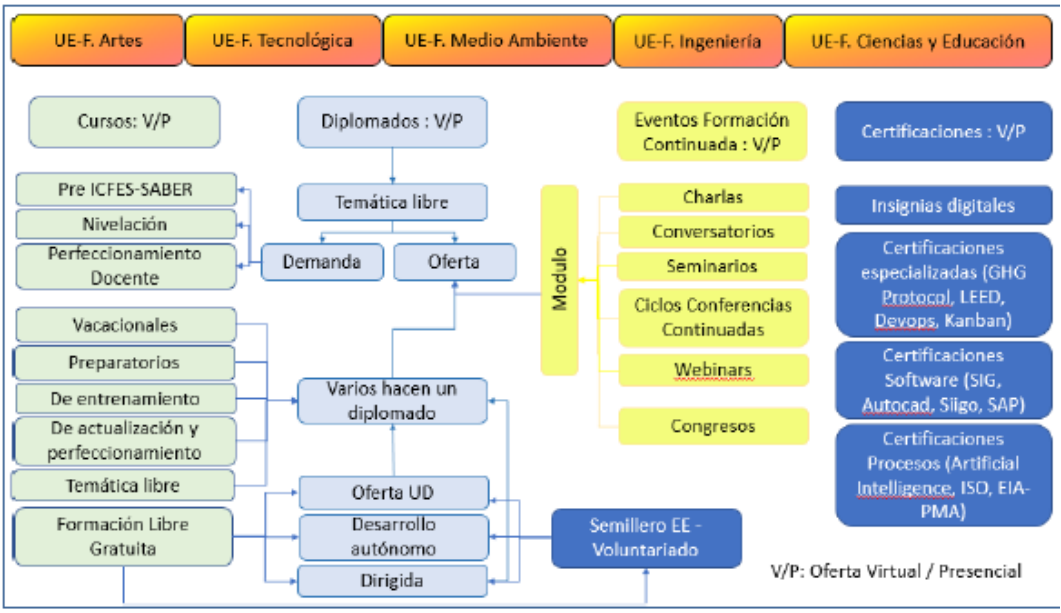 UE-F. Artes
UE-F. Tecnológica
UE-F. Medio Ambiente
UE-F. Ingeniería
UE-F. Ciencias y Educación
Cursos: V/P
Pre ICFES-SABER
Nivelación
Perfeccionamiento
Docente
Vacacionales
Preparatorios
De entrenamiento
De actualización y
perfeccionamiento
Temática libre
Formación Libre
Gratuita
Diplomados : V/P
Temática libre
Demanda
Oferta
Varios hacen un
diplomado
Oferta UD
Desarrollo
autónomo
Dirigida
Modulo
Eventos Formación
Continuada : V/P
Charlas
Conversatorios
Seminarios
Ciclos Conferencias
Continuadas
Webinars
Congresos
Semillero EE -
Voluntariado
Certificaciones : V/P
Insignias digitales
Certificaciones
especializadas (GHG
Protocol, LEED,
Devops, Kanban)
Certificaciones
Software (SIG,
Autocad, Siigo, SAP)
Certificaciones
Procesos (Artificial
Intelligence, ISO, EIA-
PMA)
V/P: Oferta Virtual / Presencial